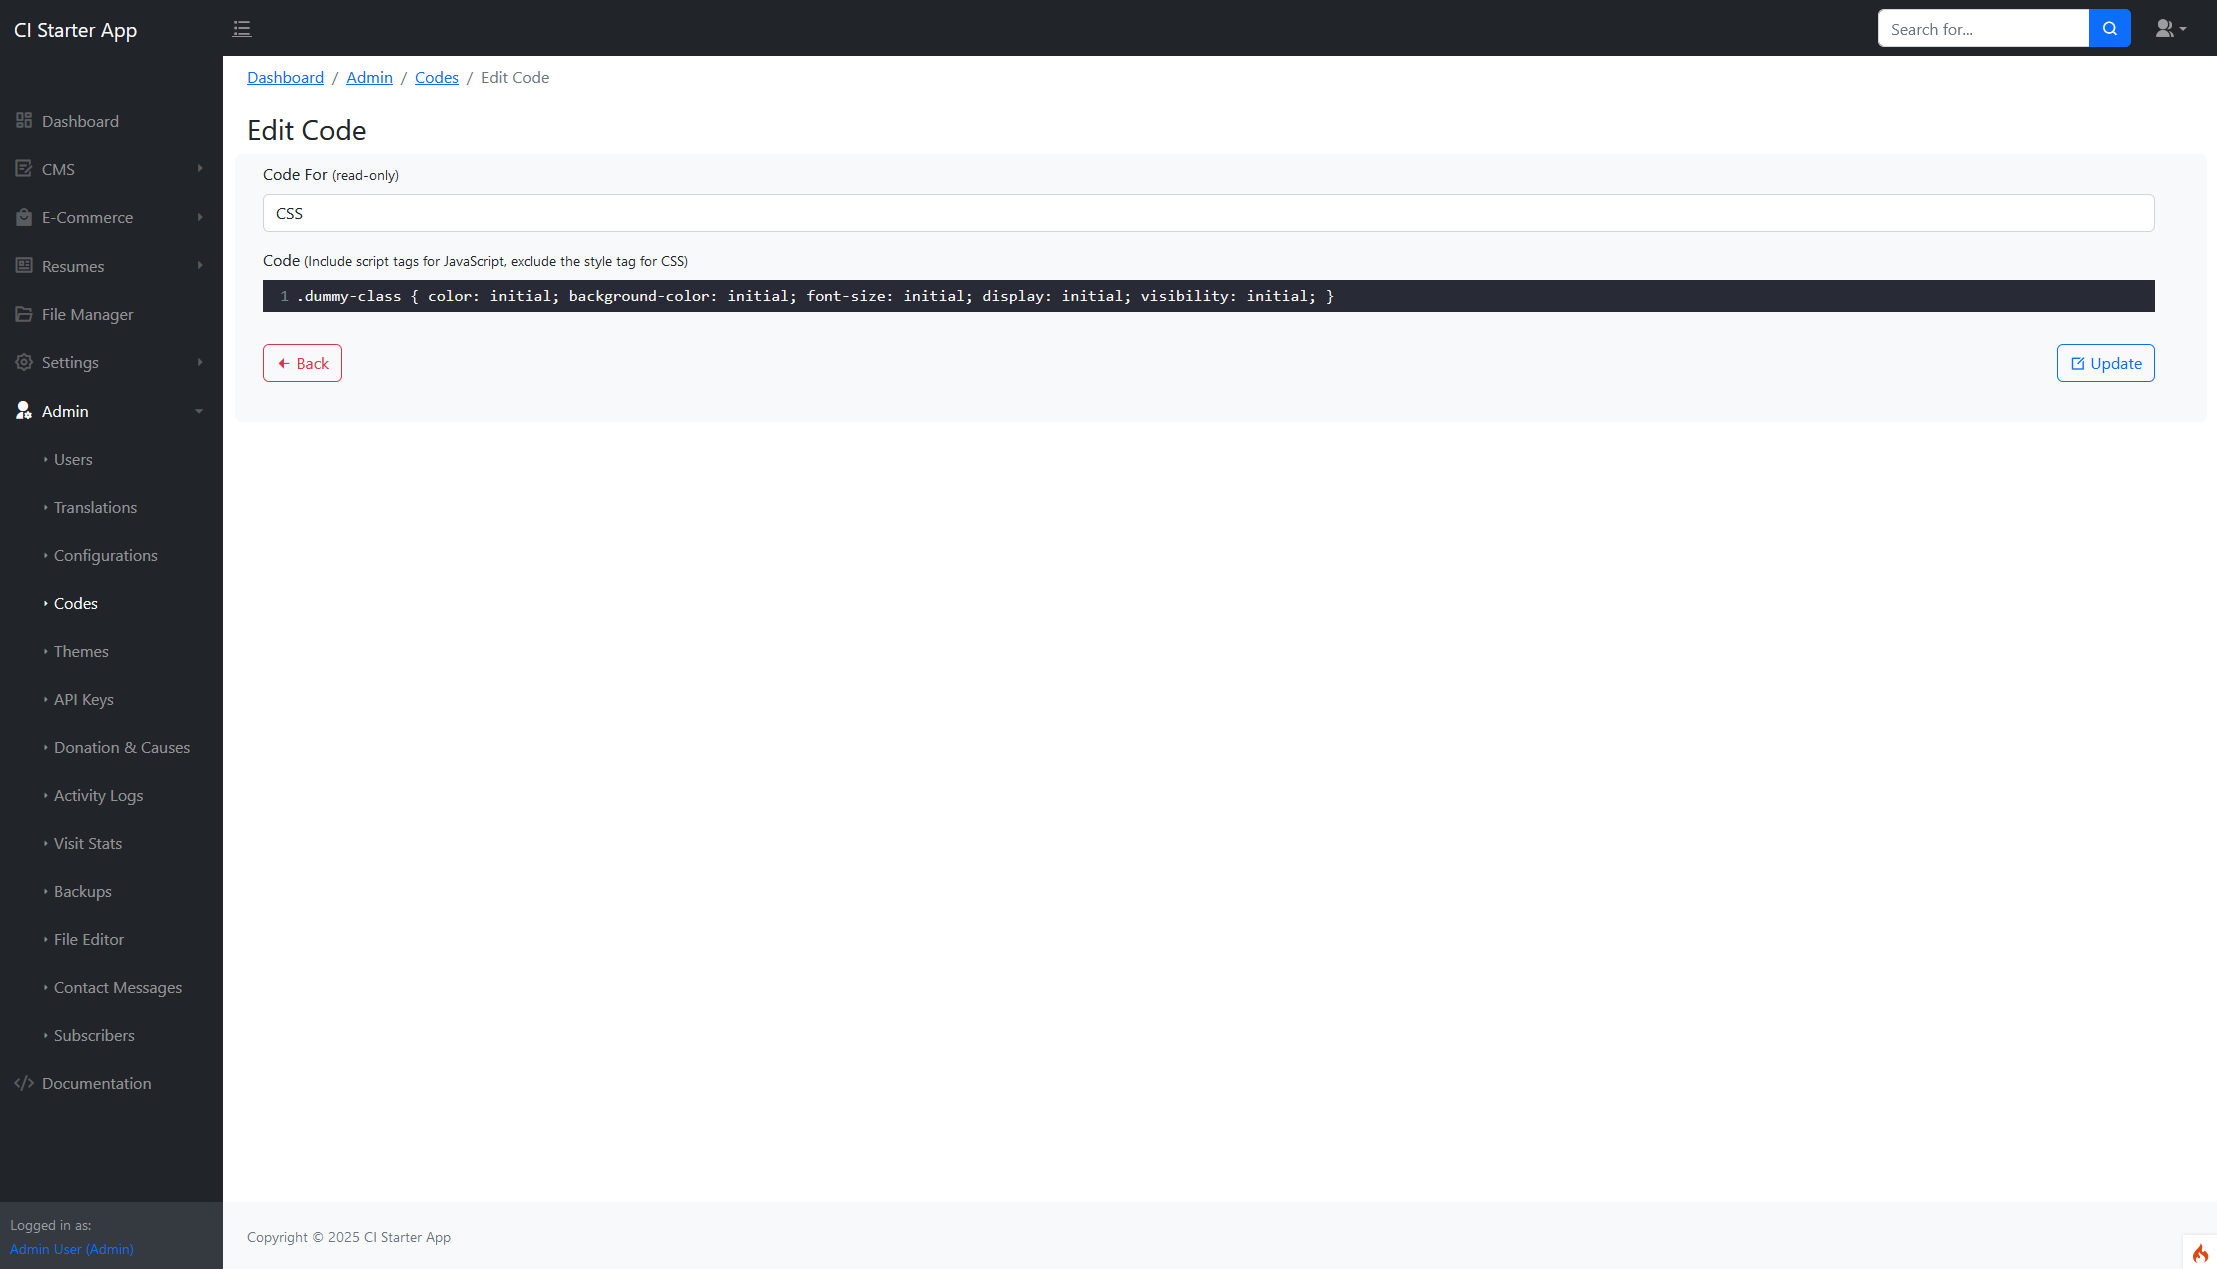 CI Starter App
Search for...
Dashboard
CMS
E-Commerce
Resumes
File Manager
Settings
Admin
Users
Translations
Configurations
Codes
Themes
API Keys
Donation & Causes
Activity Logs
Visit Stats
Backups
File Editor
Contact Messages
Subscribers
Documentation
Logged in as:
Admin User (Admin)
Dashboard / Admin / Codes / Edit Code
Edit Code
Code For (read-only)
CSS
Code (Include script tags for JavaScript, exclude the style tag for CSS)
1 .dummy-class { color: initial; background-color: initial; font-size: initial; display: initial; visibility: initial; }
Back
Update
Copyright © 2025 CI Starter App